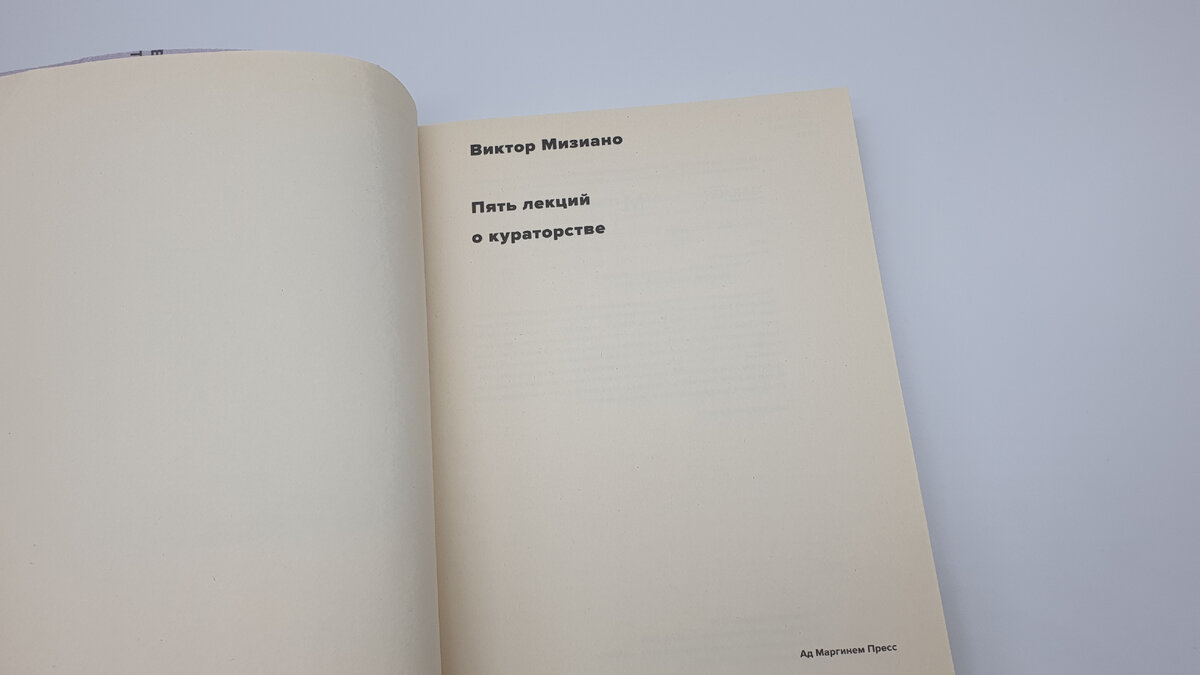 Виктор Мизиано
Пять лекций
о кураторстве
Ад Маргинем Пресс